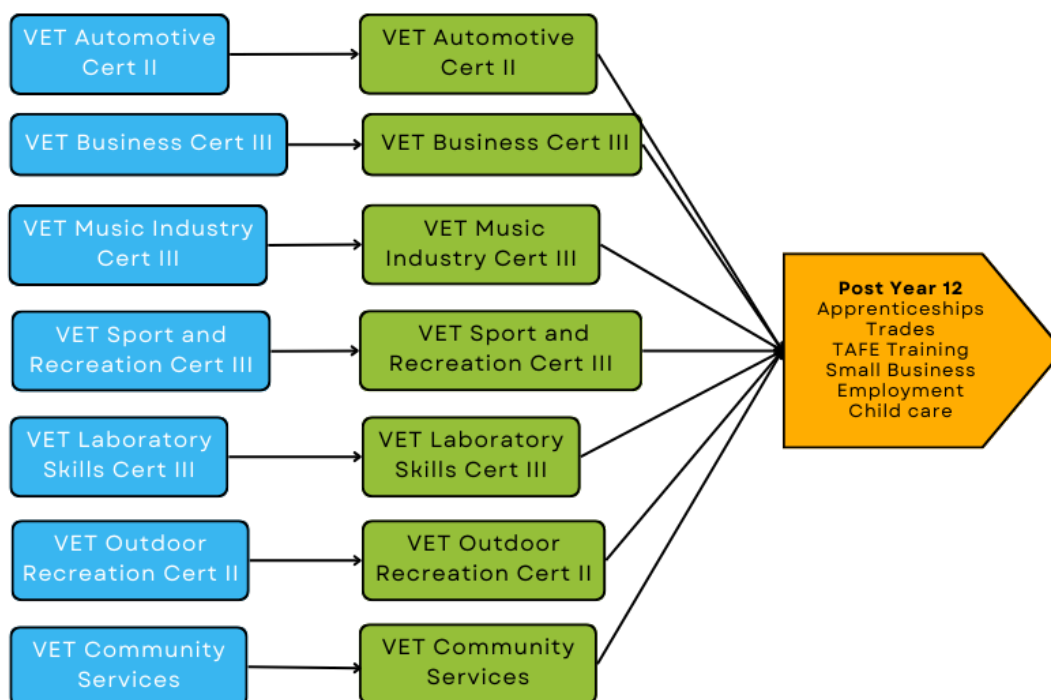 VET Automotive
Cert II
VET Automotive
Cert II
VET Business Cert III
VET Business Cert III
VET Music Industry
Cert III
VET Music
Industry Cert III
VET Sport and
Recreation Cert III
VET Sport and
Recreation Cert III
VET Laboratory
Skills Cert III
VET Laboratory
Skills Cert III
VET Outdoor
Recreation Cert II
VET Outdoor
Recreation Cert II
VET Community
Services
VET Community
Services
Post Year 12
Apprenticeships
Trades
TAFE Training
Small Business
Employment
Child care